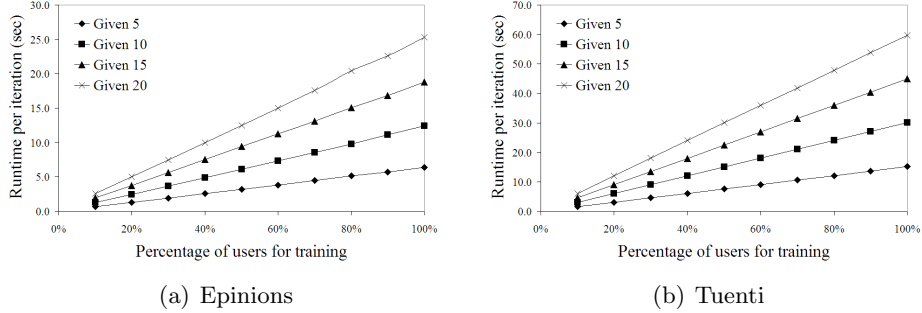 30.0
25.0
20.0
15.0
10.0
5.0
0.0
Runtime per iteration (sec)
Given 5
Given 10
Given 15
Given 20
0% 20% 40% 60% 80% 100%
Percentage of users for training
(a) Epinions
70.0
60.0
50.0
40.0
30.0
20.0
10.0
0.0
Runtime per iteration (sec)
Given 5
Given 10
Given 15
Given 20
0% 20% 40% 60% 80% 100%
Percentage of users for training
(b) Tuenti